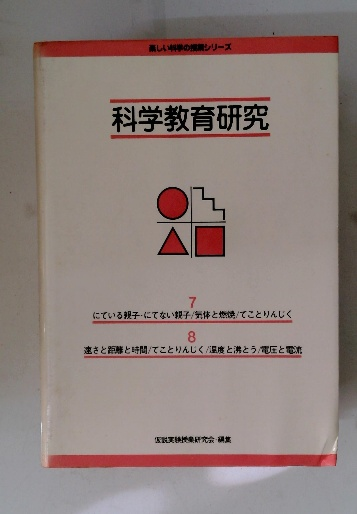 楽しい科学の授業シリーズ
科学教育研究
7
にている親子・にてない親子/気体と燃焼/てことりんじく
8
速さと距離と時間/てことりんじく/温度と沸とう/電圧と電流
仮説実験授業研究会・編集